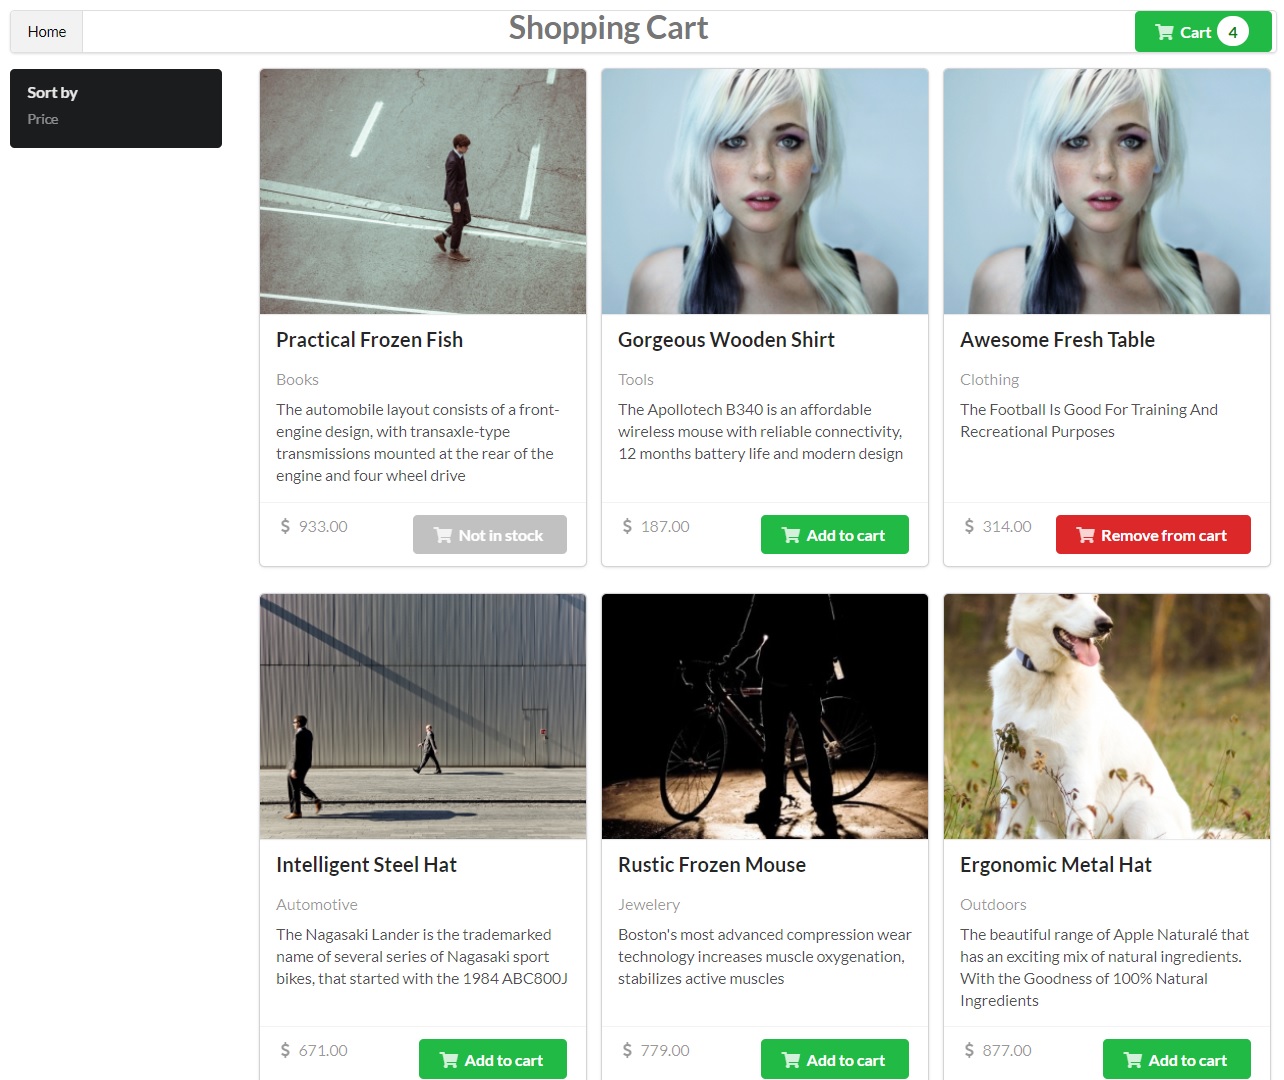 Home
Shopping Cart
Cart 4
Sort by
Price
Practical Frozen Fish
Books
The automobile layout consists of a front-
engine design, with transaxle-type
transmissions mounted at the rear of the
engine and four wheel drive
$ 933.00
Not in stock
Gorgeous Wooden Shirt
Tools
The Apollotech B340 is an affordable
wireless mouse with reliable connectivity,
12 months battery life and modern design
$ 187.00
Add to cart
Awesome Fresh Table
Clothing
The Football Is Good For Training And
Recreational Purposes
$ 314.00
Remove from cart
Intelligent Steel Hat
Automotive
The Nagasaki Lander is the trademarked
name of several series of Nagasaki sport
bikes, that started with the 1984 ABC800J
$ 671.00
Add to cart
Rustic Frozen Mouse
Jewelery
Boston's most advanced compression wear
technology increases muscle oxygenation,
stabilizes active muscles
$ 779.00
Add to cart
Ergonomic Metal Hat
Outdoors
The beautiful range of Apple Naturalé that
has an exciting mix of natural ingredients.
With the Goodness of 100% Natural
Ingredients
$ 877.00
Add to cart